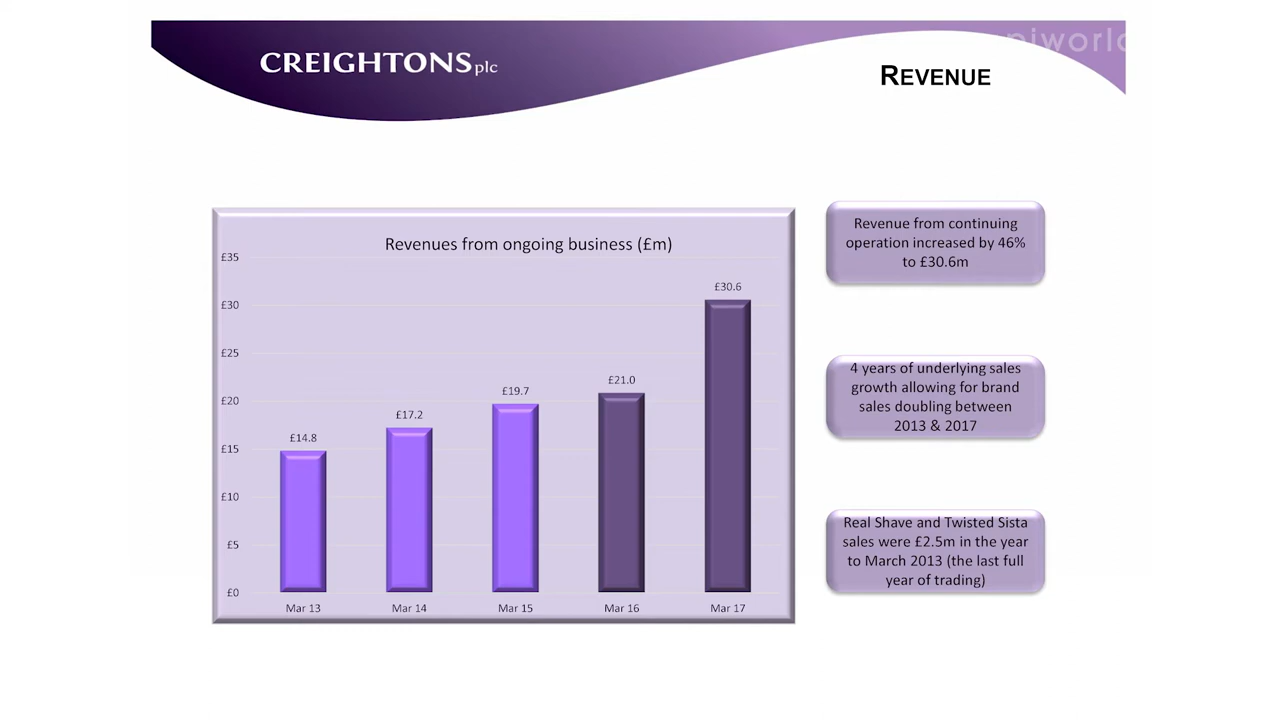 piworld
CREIGHTONS plc
REVENUE
Revenues from ongoing business (£m)
£35
£30
£25
£20
£15
£10
£5
£0
£14.8
£17.2
£19.7
£21.0
£30.6
Mar 13
Mar 14
Mar 15
Mar 16
Mar 17
Revenue from continuing
operation increased by 46%
to £30.6m
4 years of underlying sales
growth allowing for brand
sales doubling between
2013 & 2017
Real Shave and Twisted Sista
sales were £2.5m in the year
to March 2013 (the last full
year of trading)